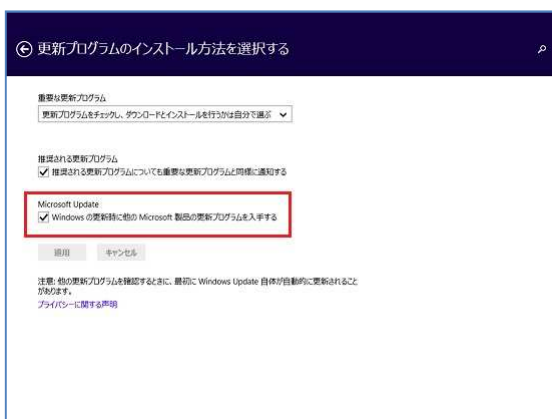 更新プログラムのインストール方法を選択する
重要な更新プログラム
更新プログラムをチェックし、ダウンロードとインストールを行うかは自分で選ぶ
推奨される更新プログラム
推奨される更新プログラムについても重要な更新プログラムと同様に通知する
Microsoft Update
Windows の更新時に他の Microsoft 製品の更新プログラムを入手する
適用 キャンセル
注意: 他の更新プログラムを確認するときに、最初に Windows Update 自体が自動的に更新されること
があります。
プライバシーに関する声明